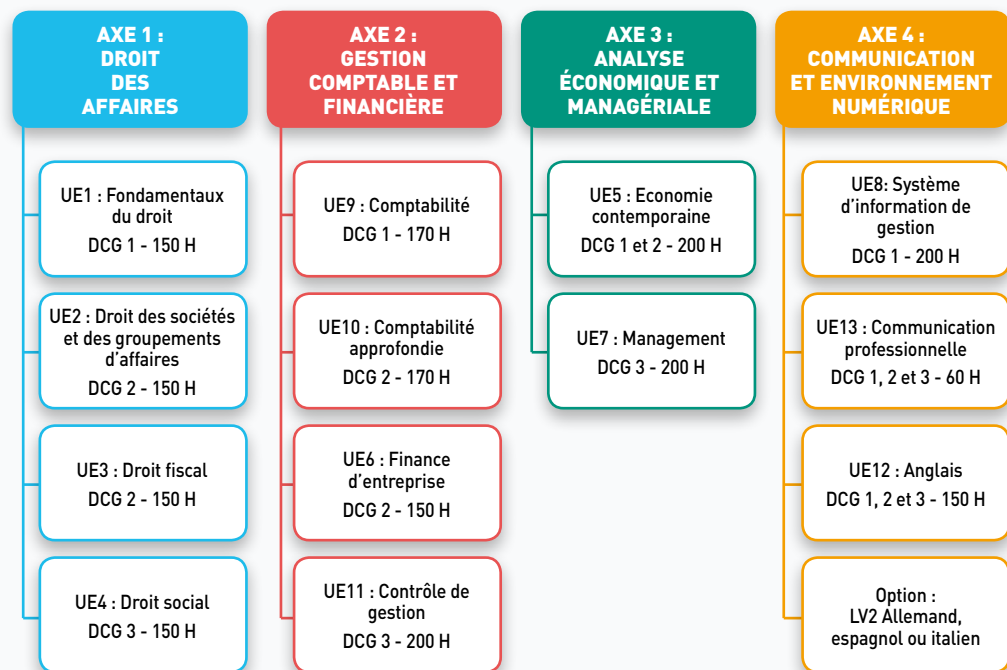 AXE 1 :
DROIT
DES
AFFAIRES
UE1 : Fondamentaux
du droit
DCG 1 - 150 H
UE2 : Droit des sociétés
et des groupements
d’affaires
DCG 2 - 150 H
UE3 : Droit fiscal
DCG 2 - 150 H
UE4 : Droit social
DCG 3 - 150 H
AXE 2 :
GESTION
COMPTABLE ET
FINANCIÈRE
UE9 : Comptabilité
DCG 1 - 170 H
UE10 : Comptabilité
approfondie
DCG 2 - 170 H
UE6 : Finance
d’entreprise
DCG 2 - 150 H
UE11 : Contrôle de
gestion
DCG 3 - 200 H
AXE 3 :
ANALYSE
ÉCONOMIQUE ET
MANAGÉRIALE
UE5 : Economie
contemporaine
DCG 1 et 2 - 200 H
UE7 : Management
DCG 3 - 200 H
AXE 4 :
COMMUNICATION
ET ENVIRONNEMENT
NUMÉRIQUE
UE8: Système
d’information de
gestion
DCG 1 - 200 H
UE13 : Communication
professionnelle
DCG 1, 2 et 3 - 60 H
UE12 : Anglais
DCG 1, 2 et 3 - 150 H
Option :
LV2 Allemand,
espagnol ou italien